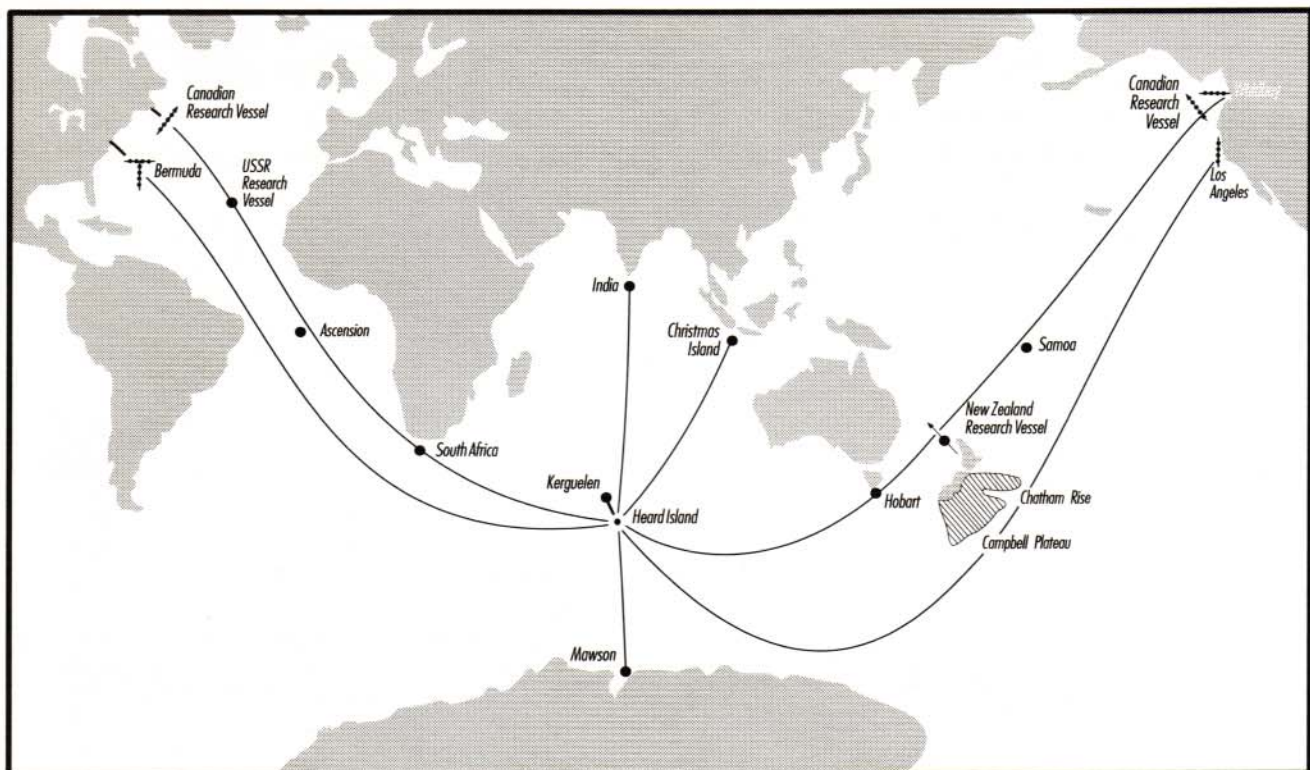 Canadian
Research Vessel
Bermuda
USSR
Research
Vessel
Ascension
South Africa
Kerguelen
Heard Island
Mawson
India
Christmas
Island
Hobart
New Zealand
Research Vessel
Samoa
Chatham Rise
Campbell Plateau
Canadian
Research
Vessel
Los
Angeles